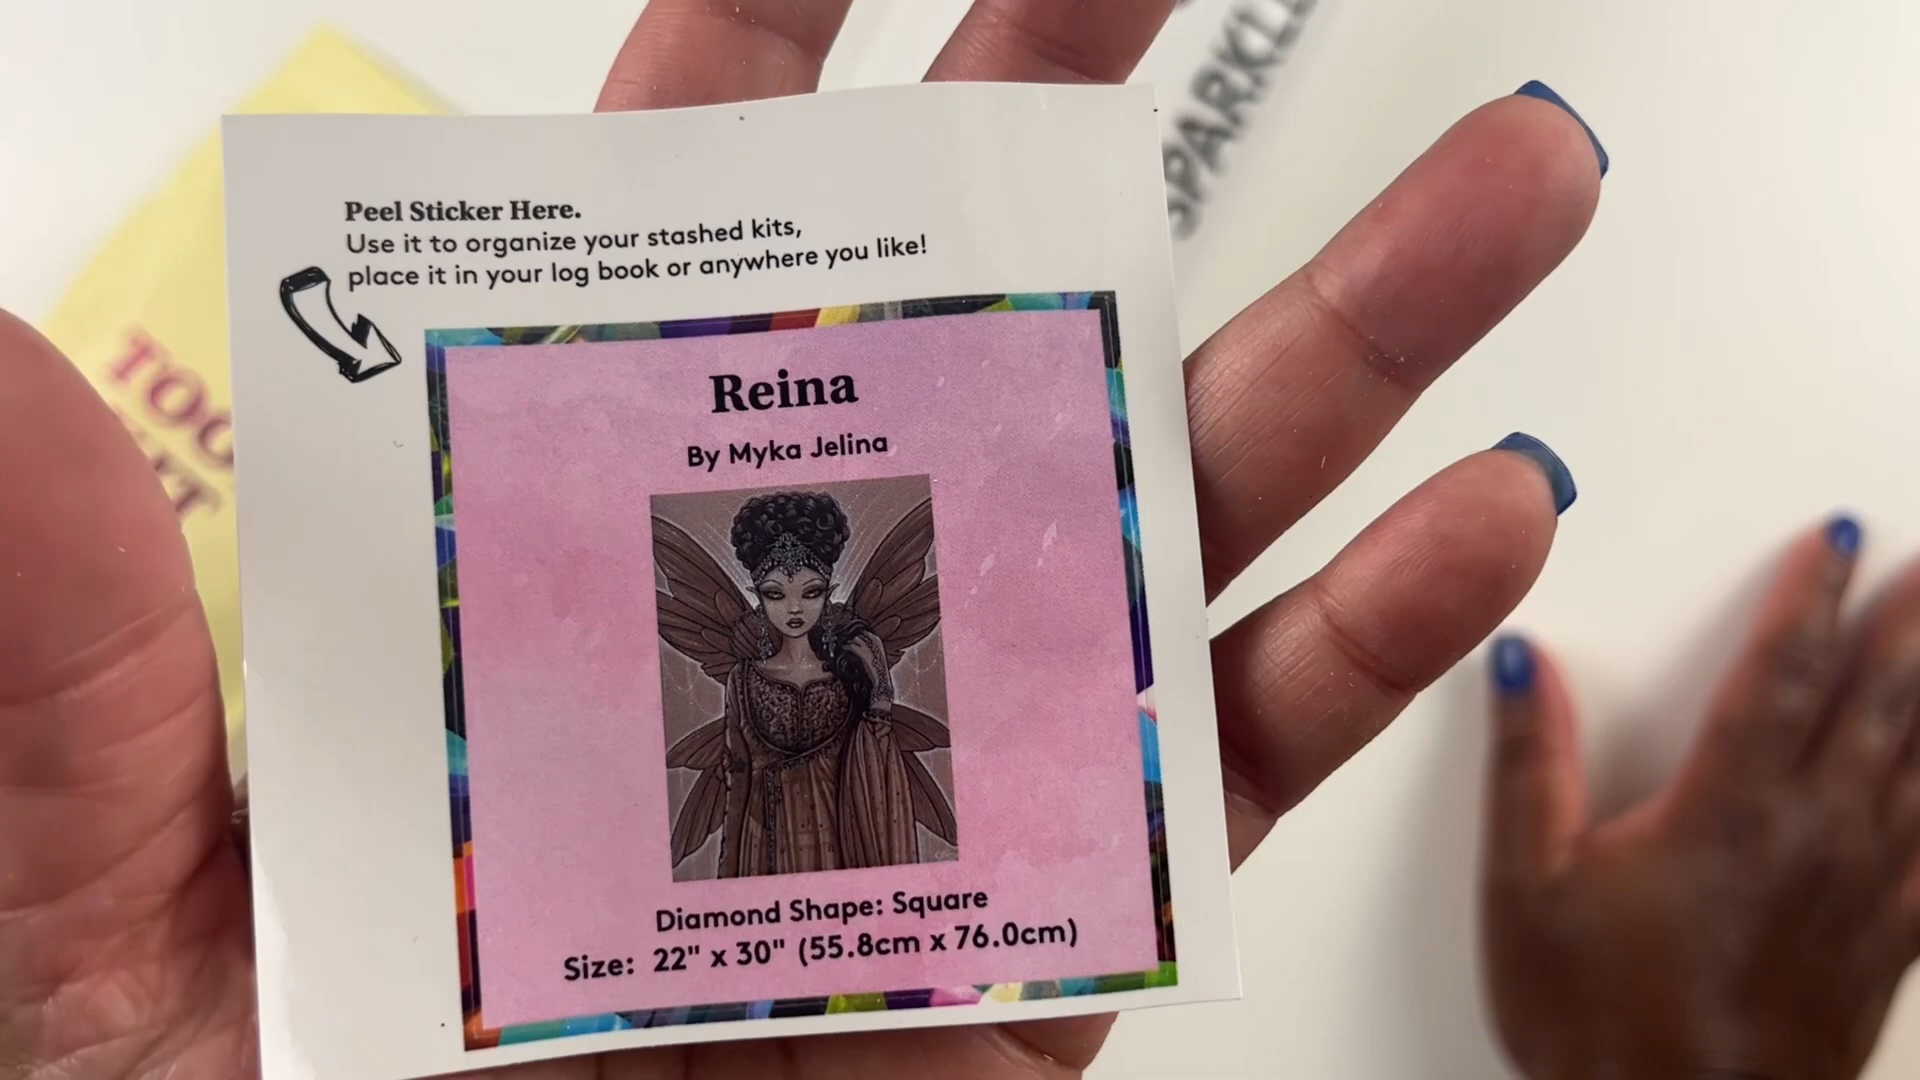 SPARKL
Peel Sticker Here.
Use it to organize your stashed kits,
place it in your log book or anywhere you like!
TOO
Reina
By Myka Jelina
Diamond Shape: Square
Size: 22" x 30" (55.8cm x 76.0cm)